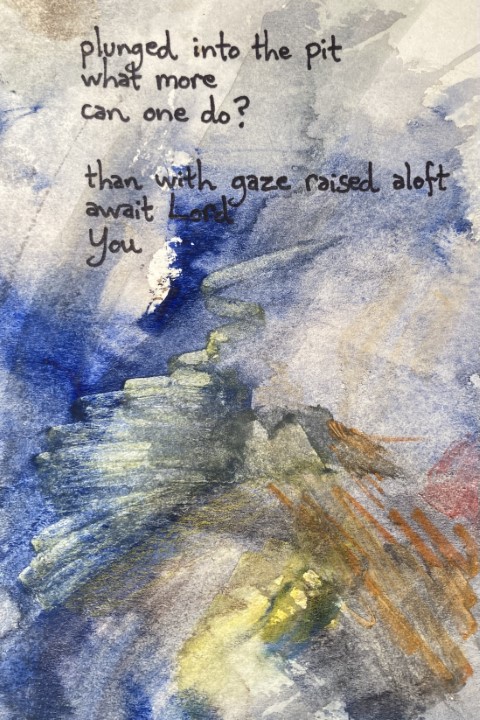 plunged into the pit
what more
can one do?
than with gaze raised aloft
await Lord
You